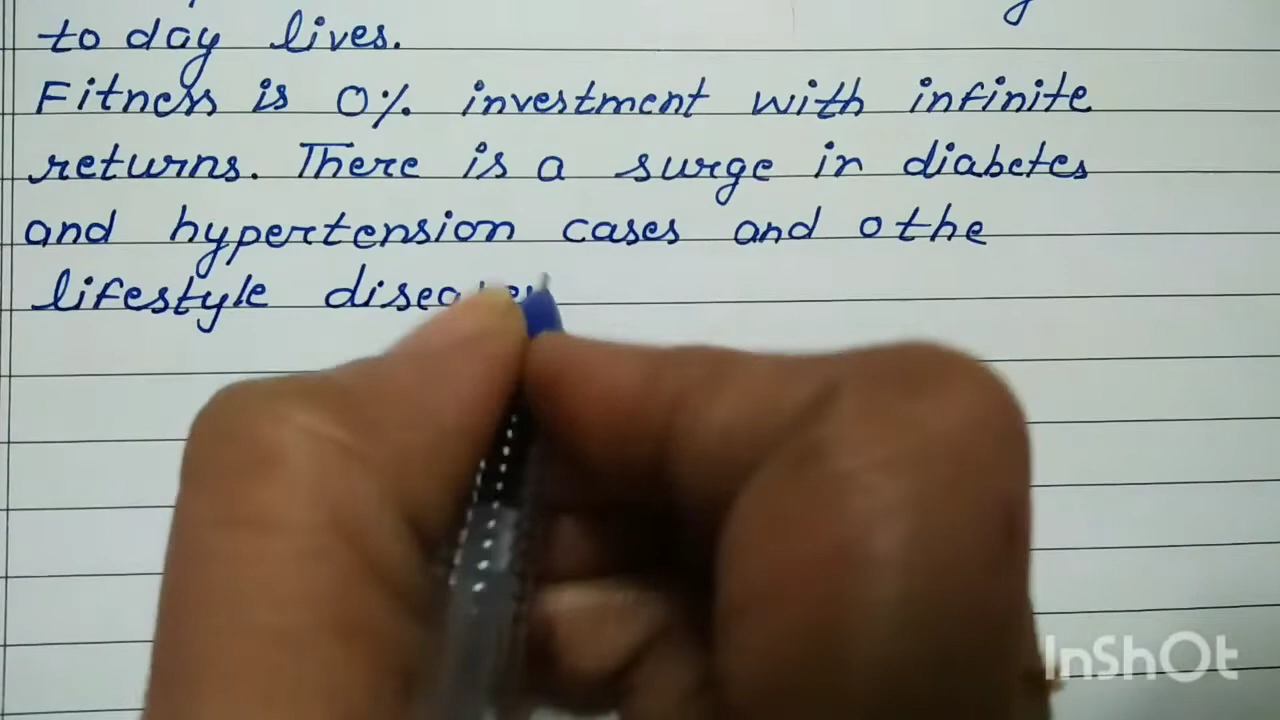 to day lives.
Fitness is 0% investment with infinite
returns. There is a surge in diabetes
and hypertension cases and othe
lifestyle
InShOt